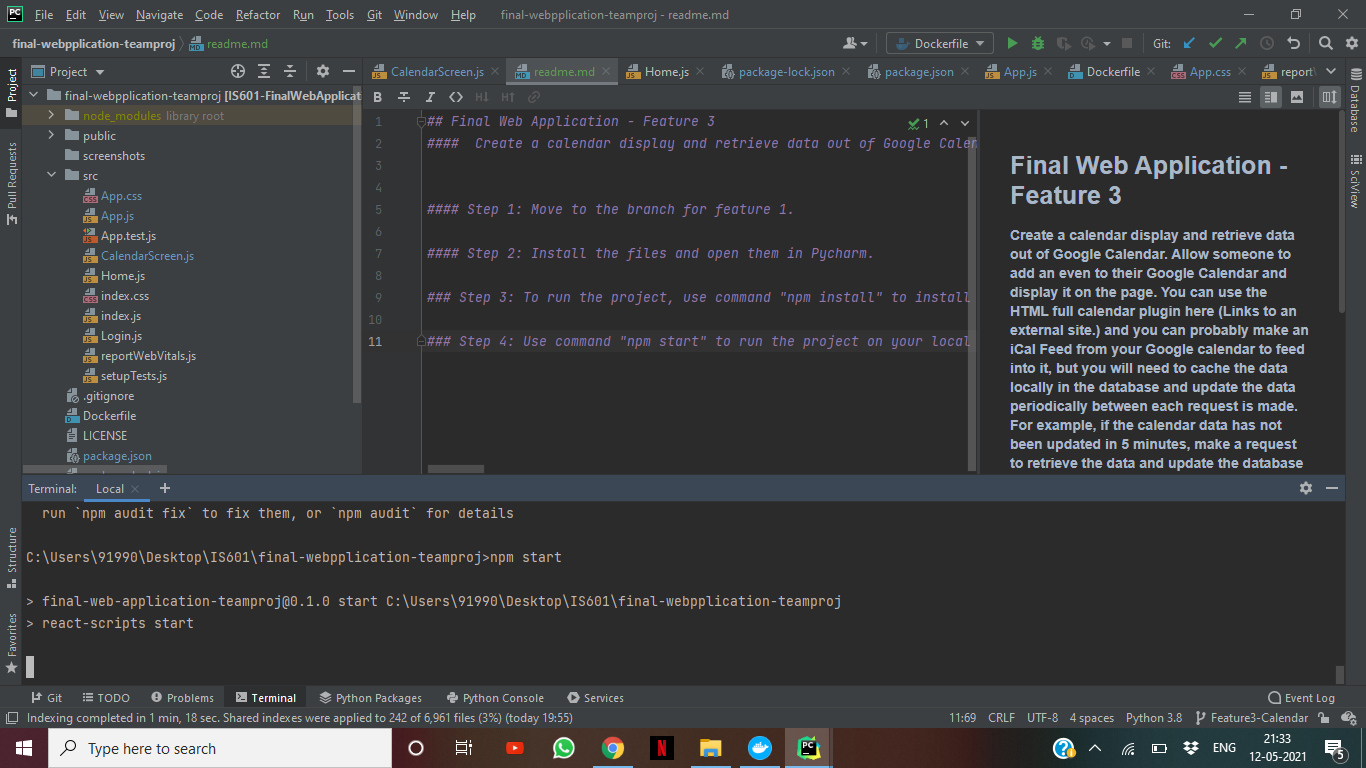 PC File Edit View Navigate Code Refactor Run Tools Git Window Help final-webpplication-teamproj - readme.md
final-webpplication-teamproj readme.md Dockerfile Git:
Project
Pull Requests
Structure
Favorites
Project
CalendarScreen.js readme.md Home.js package-lock.json package.json App.js Dockerfile App.css report
final-webpplication-teamproj [IS601-FinalWebApplicat
node_modules library root
public
screenshots
src
App.css
App.js
App.test.js
CalendarScreen.js
Home.js
index.css
index.js
Login.js
reportWebVitals.js
setupTests.js
.gitignore
Dockerfile
LICENSE
package.json
B I H↓ H↑
1 ## Final Web Application - Feature 3 1
2 #### Create a calendar display and retrieve data out of Google Calen
3
4
5 #### Step 1: Move to the branch for feature 1.
6
7 #### Step 2: Install the files and open them in Pycharm.
8
9 ### Step 3: To run the project, use command "npm install" to install
10
11 ### Step 4: Use command "npm start" to run the project on your local
Final Web Application -
Feature 3
Create a calendar display and retrieve data
out of Google Calendar. Allow someone to
add an even to their Google Calendar and
display it on the page. You can use the
HTML full calendar plugin here (Links to an
external site.) and you can probably make an
iCal Feed from your Google calendar to feed
into it, but you will need to cache the data
locally in the database and update the data
periodically between each request is made.
For example, if the calendar data has not
been updated in 5 minutes, make a request
to retrieve the data and update the database
Database
SciView
Terminal: Local +
run `npm audit fix` to fix them, or `npm audit` for details
C:\Users\91990\Desktop\IS601\final-webpplication-teamproj>npm start
> final-web-application-teamproj@0.1.0 start C:\Users\91990\Desktop\IS601\final-webpplication-teamproj
> react-scripts start
Git TODO Problems Terminal Python Packages Python Console Services Event Log
Indexing completed in 1 min, 18 sec. Shared indexes were applied to 242 of 6,961 files (3%) (today 19:55) 11:69 CRLF UTF-8 4 spaces Python 3.8 Feature3-Calendar
Type here to search N PC ENG 21:33
12-05-2021 5